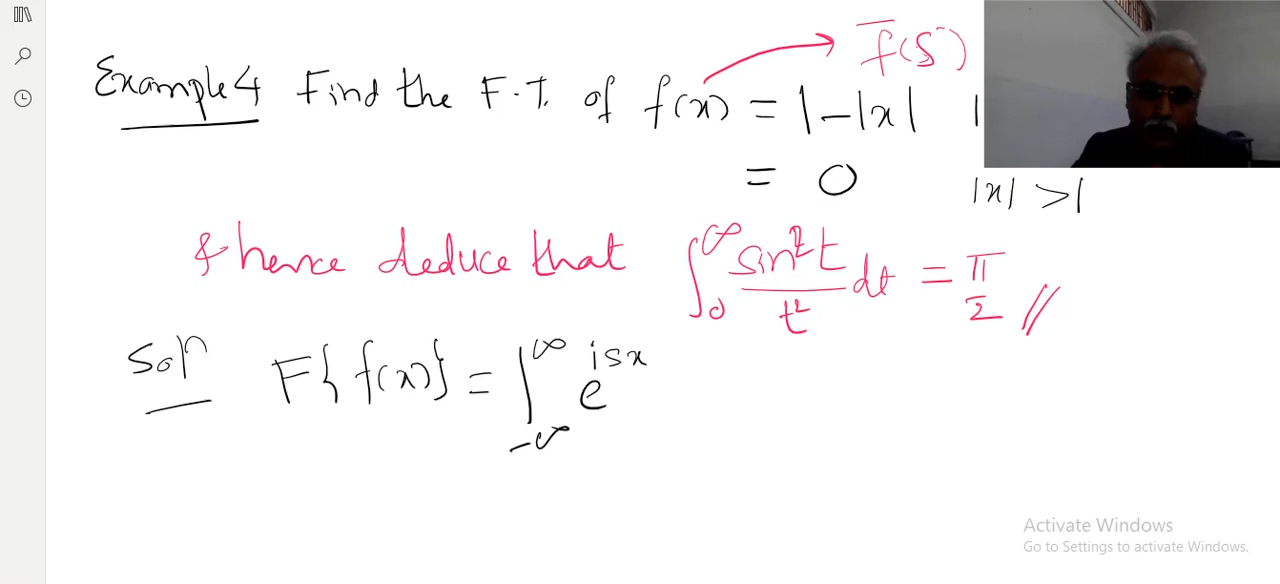 f̄(s)
Example 4 Find the F.T. of f(x) = 1-|x| |
= 0 |x| >1
& hence deduce that ∫₀^∞ sin²t/t² dt = π/2 //
Solⁿ F{f(x)} = ∫_{-∞}^{∞} e^{isx}
Activate Windows
Go to Settings to activate Windows.